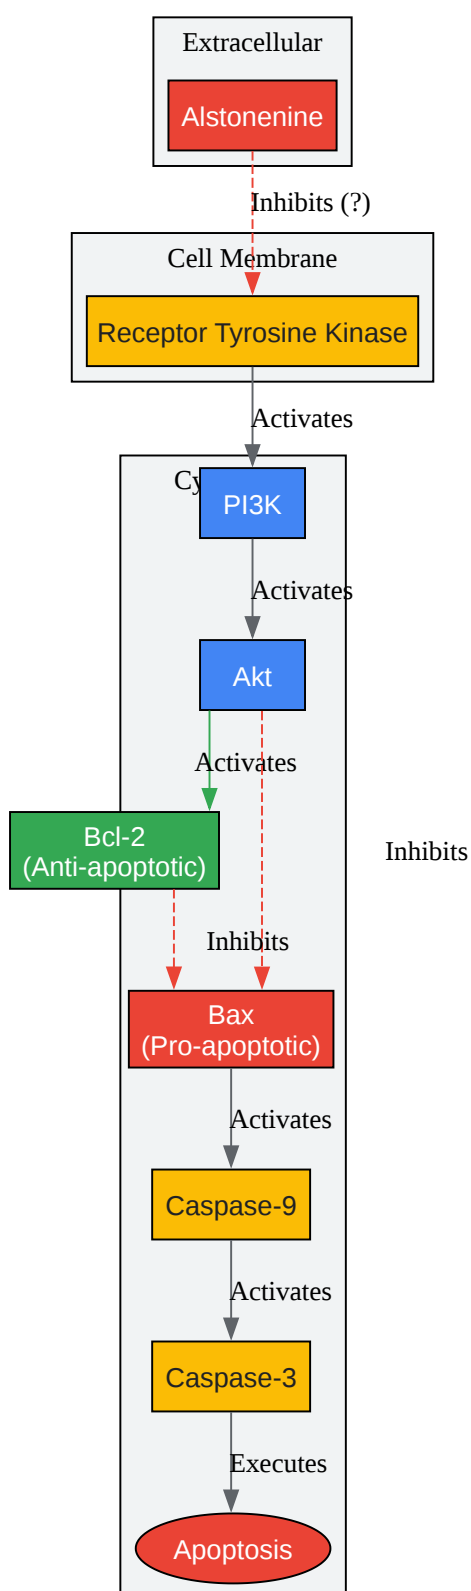 Extracellular
Alstonenine
Inhibits (?)
Cell Membrane
Receptor Tyrosine Kinase
Activates
Cy
PI3K
Activates
Akt
Activates
Bcl-2
(Anti-apoptotic)
Inhibits
Inhibits
Bax
(Pro-apoptotic)
Activates
Caspase-9
Activates
Caspase-3
Executes
Apoptosis